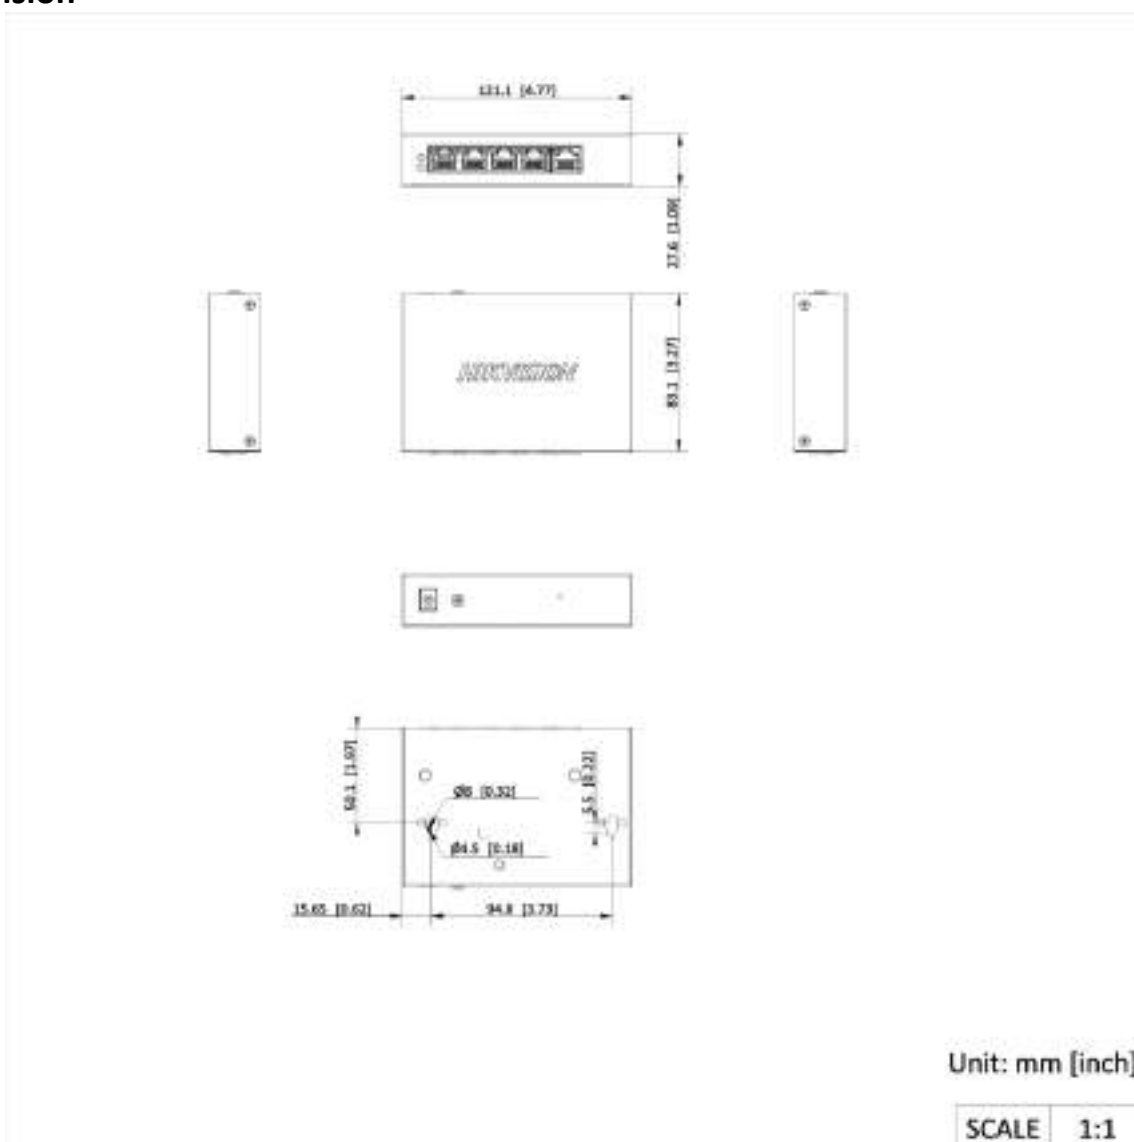 121.1 [4.77]
27.6 [1.09]
HIKVISION
83.1 [3.27]
50.1 [1.97]
5.5 [0.22]
Ø8 [0.32]
Ø4.5 [0.18]
15.65 [0.62]
94.8 [3.73]
Unit: mm [inch]
SCALE 1:1